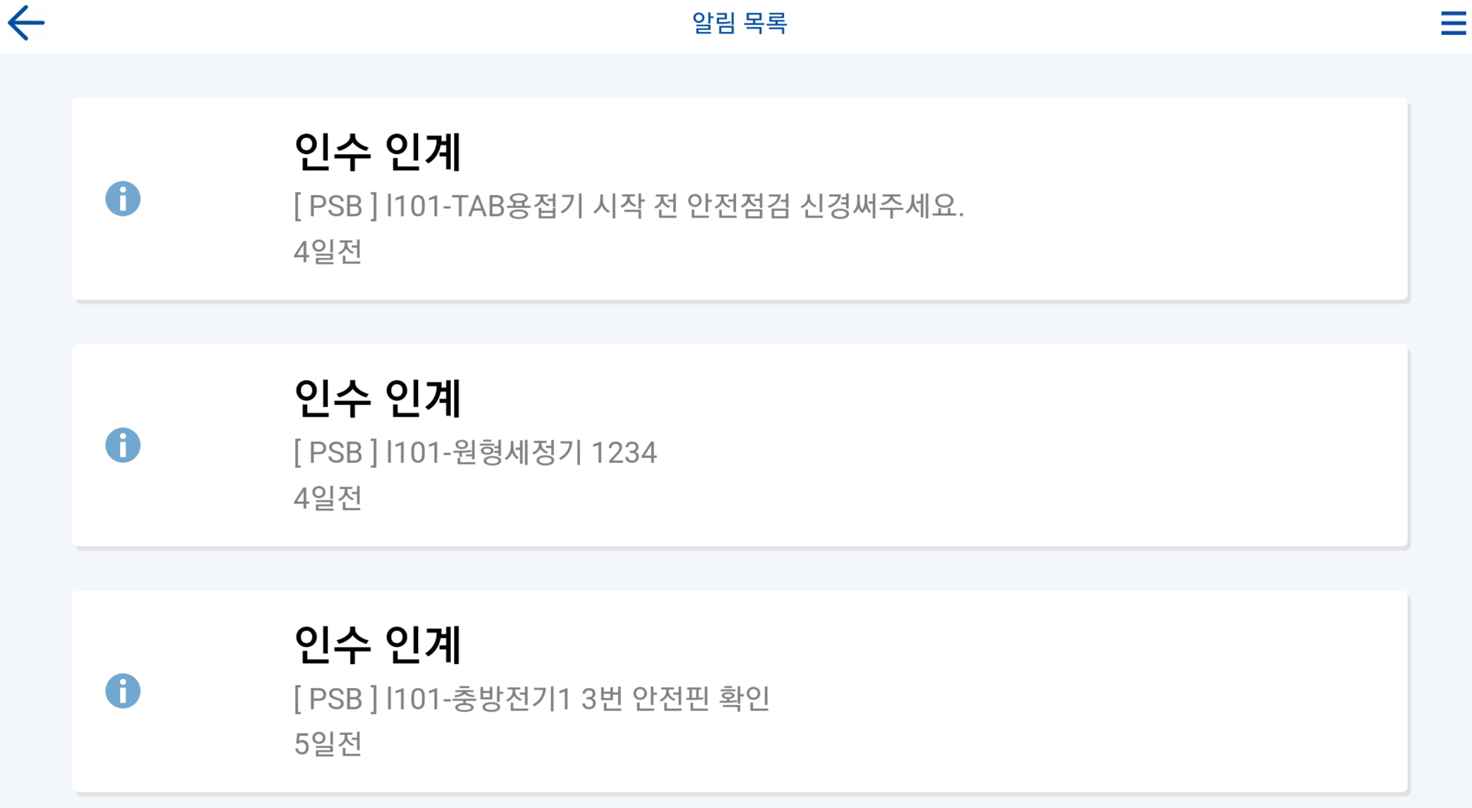 알림 목록
인수 인계
[ PSB ] l101-TAB용접기 시작 전 안전점검 신경써주세요.
4일전
인수 인계
[ PSB ] l101-원형세정기 1234
4일전
인수 인계
[ PSB ] l101-충방전기1 3번 안전핀 확인
5일전